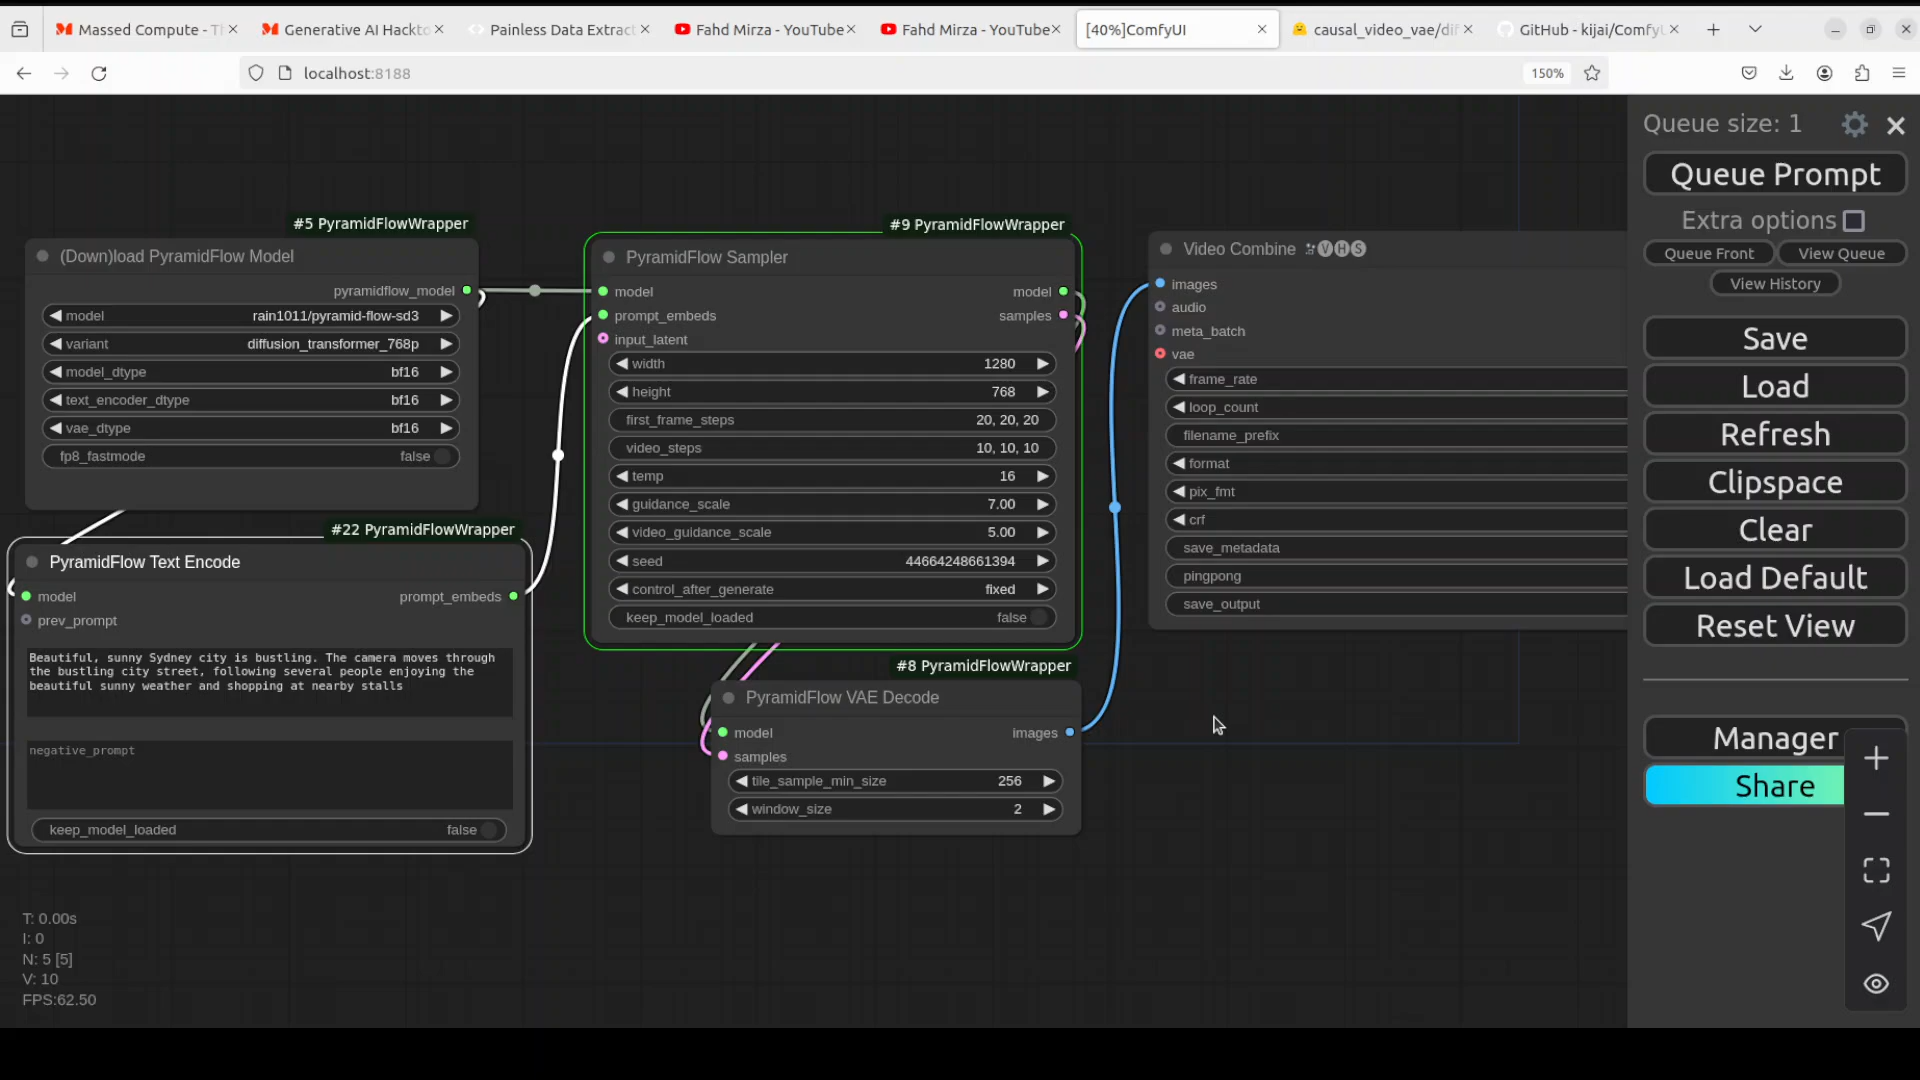 Massed Compute - Th
Generative AI Hackto
Painless Data Extract
Fahd Mirza - YouTube
Fahd Mirza - YouTube
[40%]ComfyUI
causal_video_vae/dif
GitHub - kijai/ComfyU
localhost:8188
150%
Queue size: 1
Queue Prompt
Extra options
Queue Front
View Queue
View History
Save
Load
Refresh
Clipspace
Clear
Load Default
Reset View
Manager
Share
#5 PyramidFlowWrapper
(Down)load PyramidFlow Model
pyramidflow_model
model rain1011/pyramid-flow-sd3
variant diffusion_transformer_768p
model_dtype bf16
text_encoder_dtype bf16
vae_dtype bf16
fp8_fastmode false
#22 PyramidFlowWrapper
PyramidFlow Text Encode
model prompt_embeds
prev_prompt
Beautiful, sunny Sydney city is bustling. The camera moves through
the bustling city street, following several people enjoying the
beautiful sunny weather and shopping at nearby stalls
negative_prompt
keep_model_loaded false
#9 PyramidFlowWrapper
PyramidFlow Sampler
model model
prompt_embeds samples
input_latent
width 1280
height 768
first_frame_steps 20, 20, 20
video_steps 10, 10, 10
temp 16
guidance_scale 7.00
video_guidance_scale 5.00
seed 44664248661394
control_after_generate fixed
keep_model_loaded false
#8 PyramidFlowWrapper
PyramidFlow VAE Decode
model images
samples
tile_sample_min_size 256
window_size 2
Video Combine VHS
images
audio
meta_batch
vae
frame_rate
loop_count
filename_prefix
format
pix_fmt
crf
save_metadata
pingpong
save_output
T: 0.00s
I: 0
N: 5 [5]
V: 10
FPS:62.50